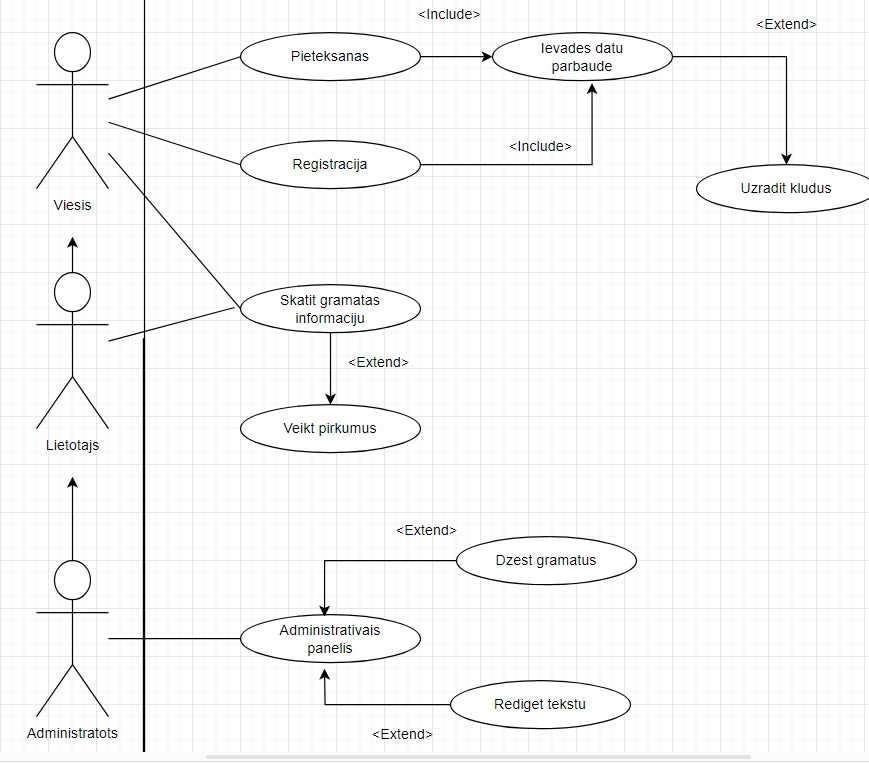 <Include>
<Extend>
Pieteksanas
Ievades datu
parbaude
<Include>
Registracija
Uzradit kludus
Viesis
Skatit gramatas
informaciju
<Extend>
Veikt pirkumus
Lietotajs
<Extend>
Dzest gramatus
Administrativais
panelis
Rediget tekstu
<Extend>
Administratots